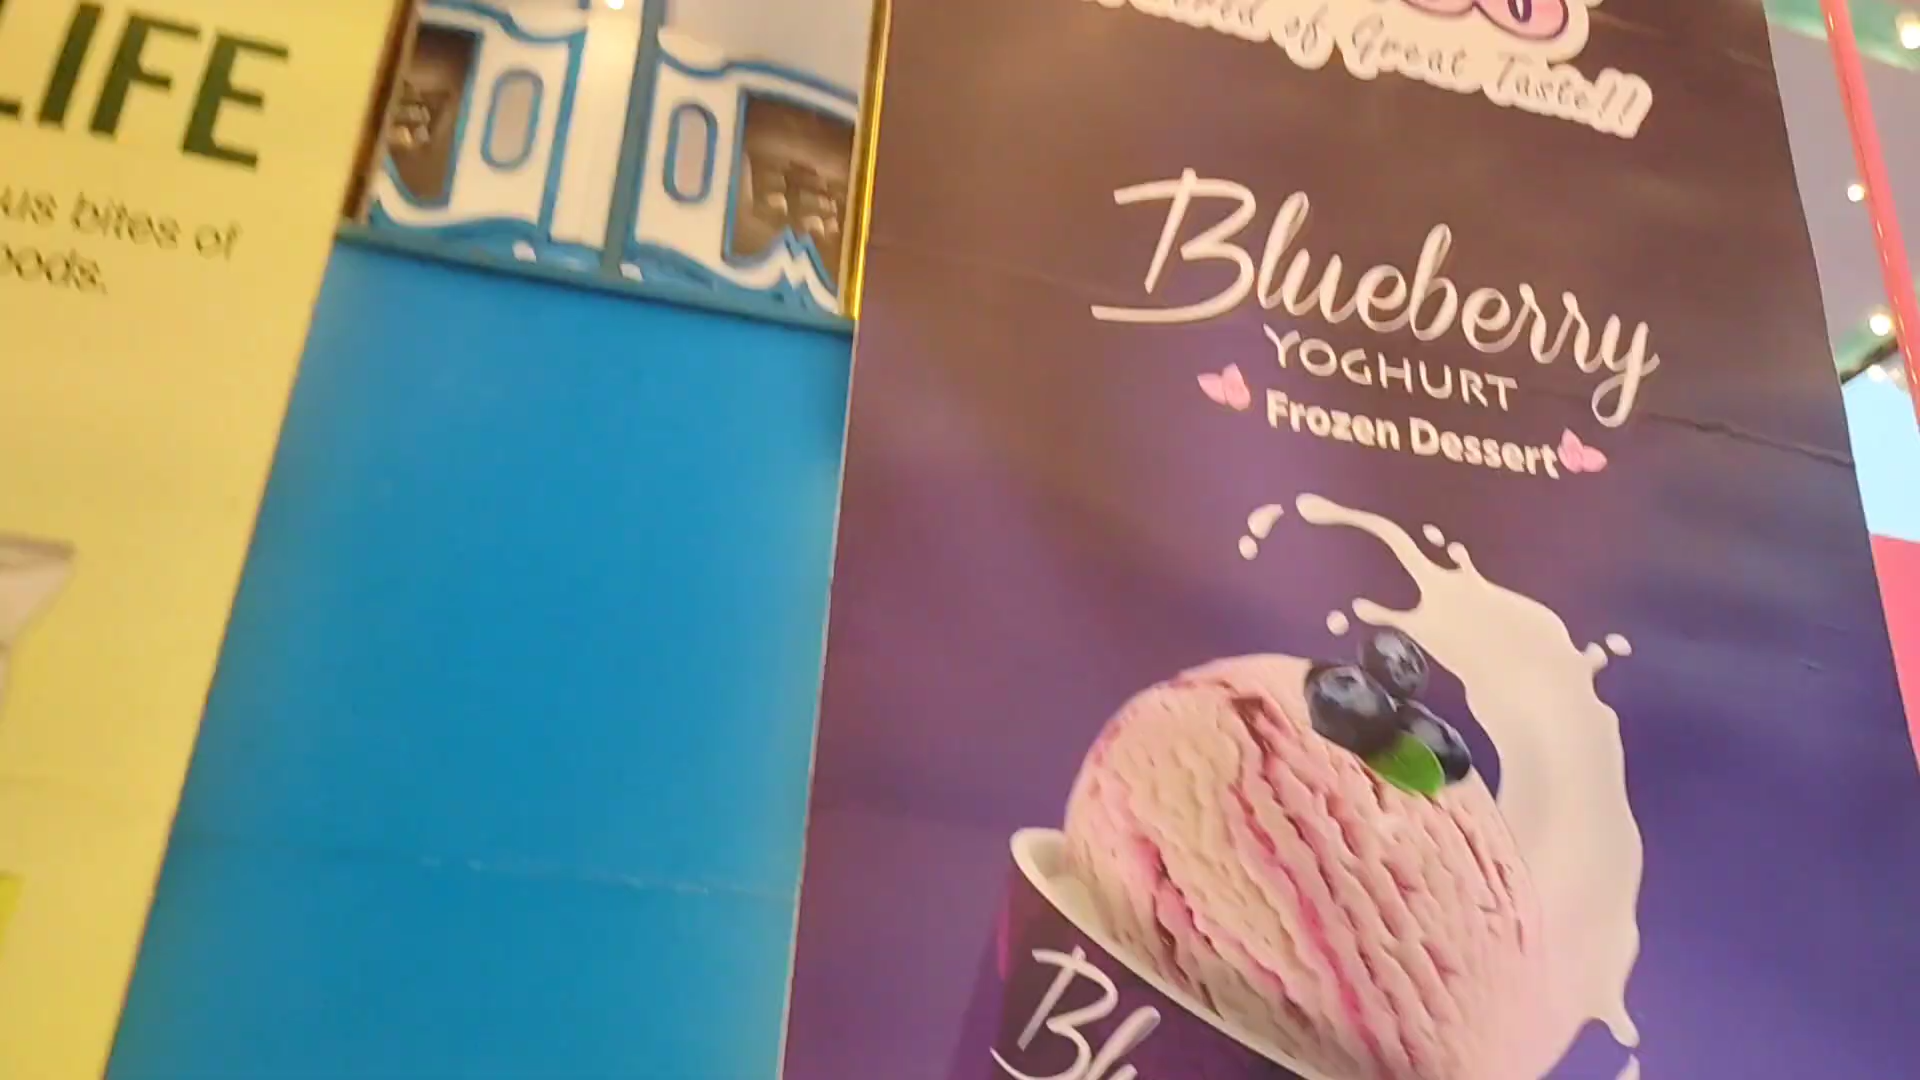 LIFE
us bites of
oods.
of Great Taste!!
Blueberry
YOGHURT
Frozen Dessert
Bl